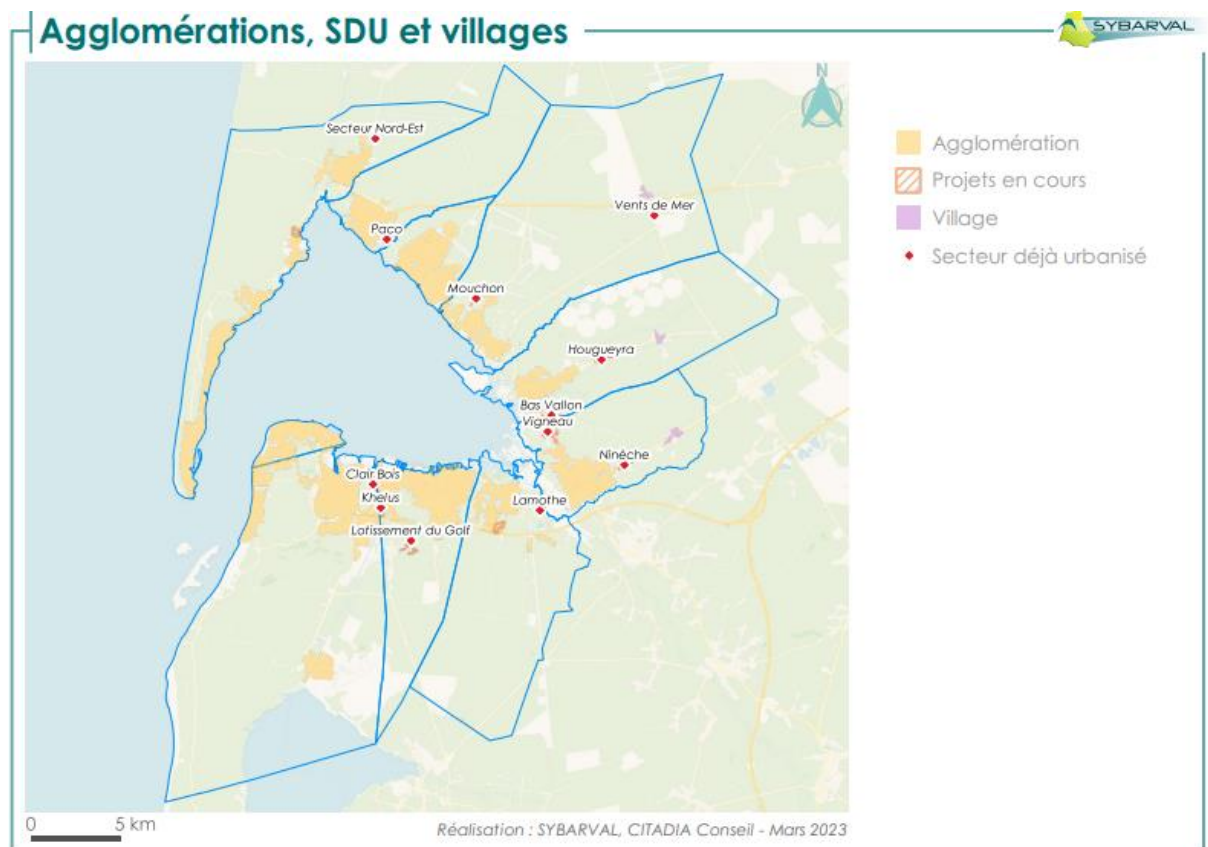 Agglomérations, SDU et villages
SYBARVAL
N
Secteur Nord-Est
Vents de Mer
Paco
Mouchon
Hougueyra
Bas Vallon
Vigneau
Ninèche
Clair Bois
Khelus
Lamothe
Lotissement du Golf
Agglomération
Projets en cours
Village
Secteur déjà urbanisé
0 5 km
Réalisation : SYBARVAL, CITADIA Conseil - Mars 2023